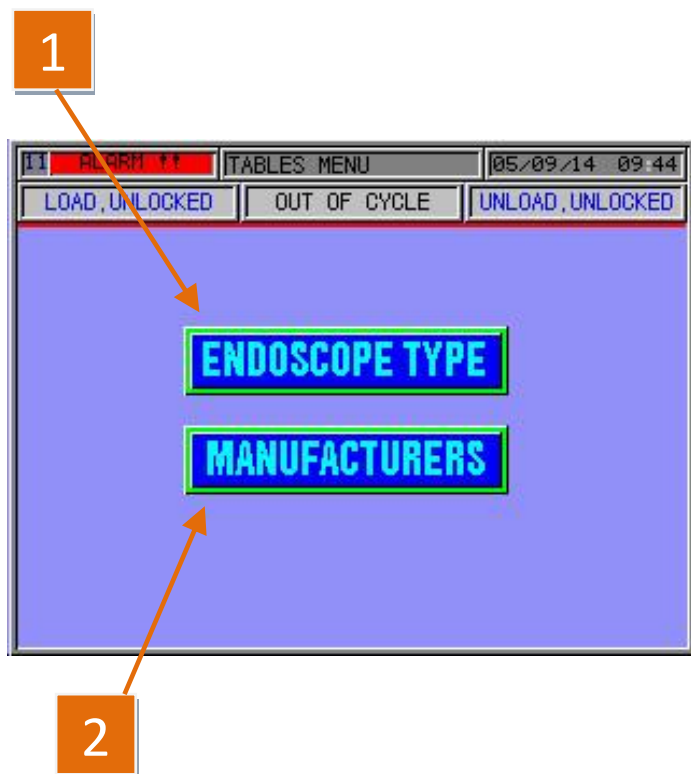 1
11 ALARM !! TABLES MENU 05/09/14 09:44
LOAD,UNLOCKED OUT OF CYCLE UNLOAD,UNLOCKED
ENDOSCOPE TYPE
MANUFACTURERS
2